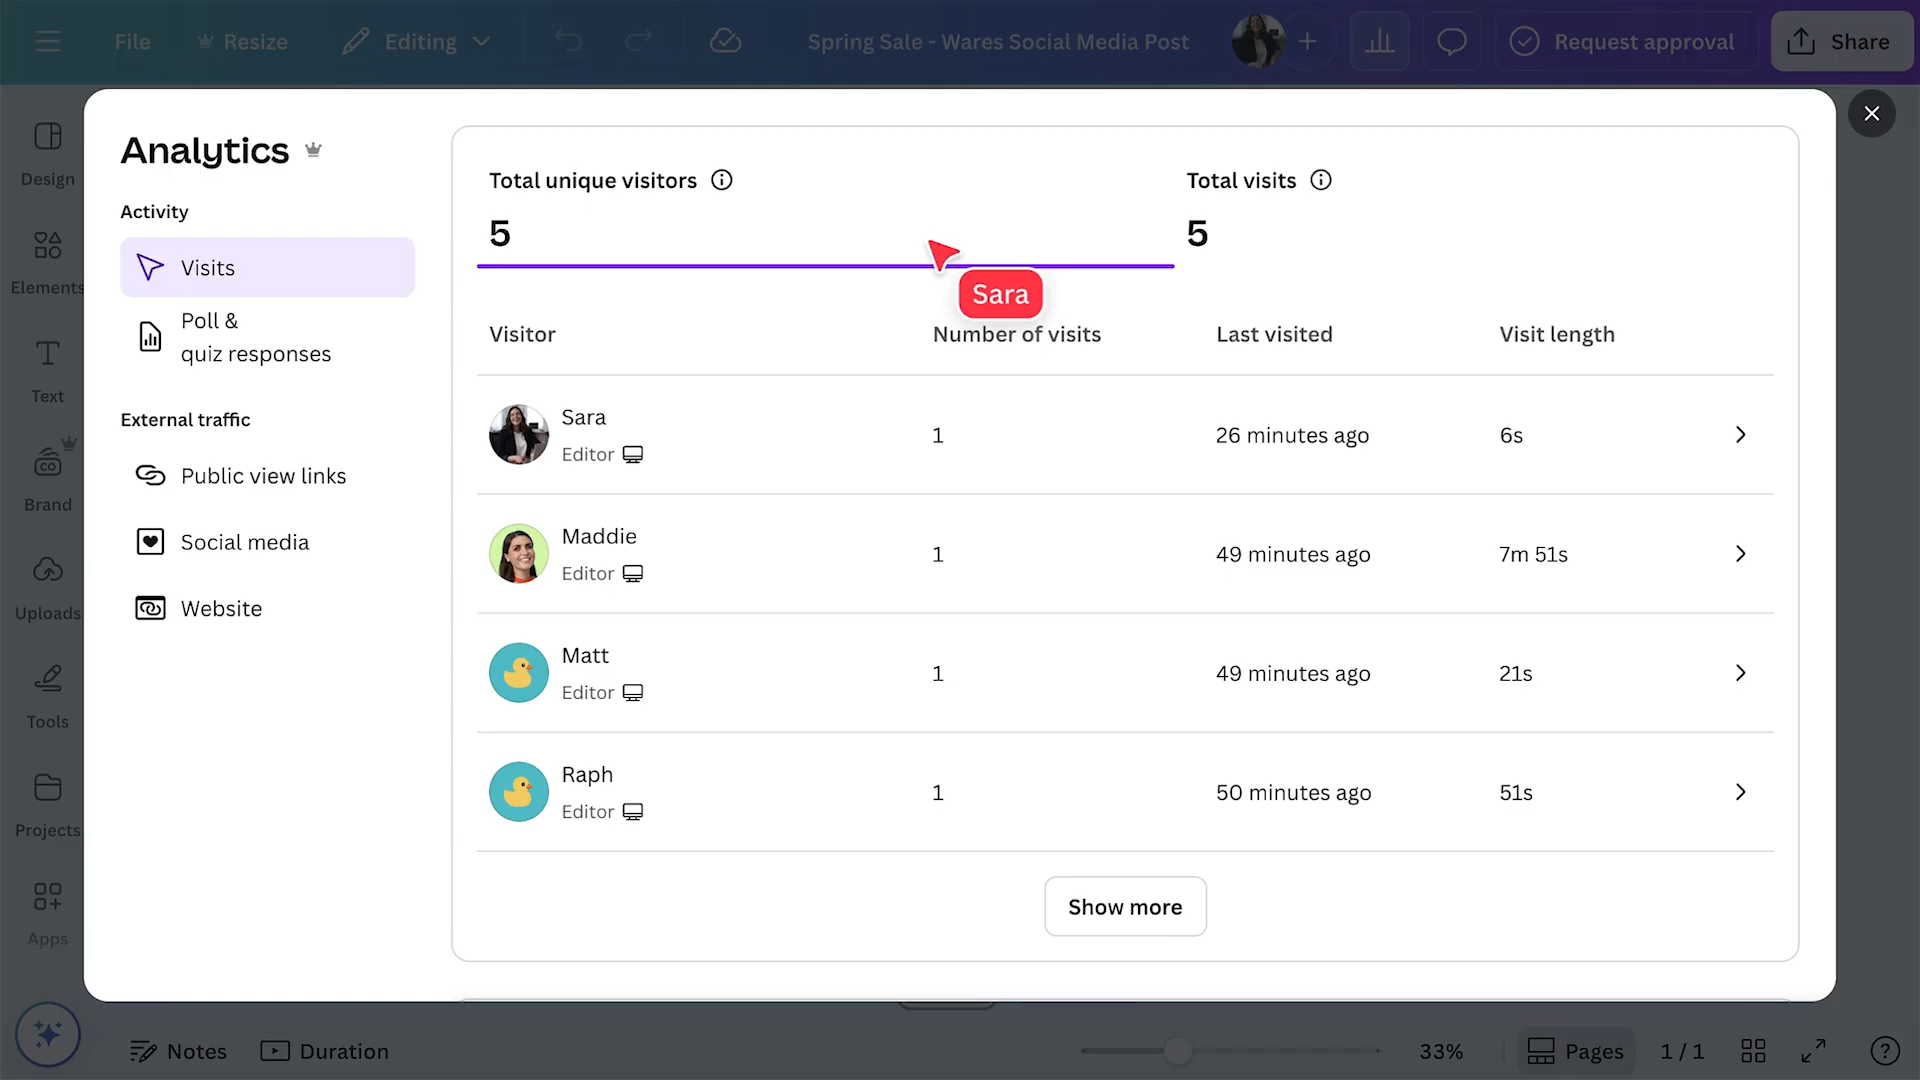 File
Resize
Editing
Spring Sale - Wares Social Media Post
Request approval
Share
Design
Elements
Text
Brand
Uploads
Tools
Projects
Apps
Analytics
Activity
Visits
Poll &
quiz responses
External traffic
Public view links
Social media
Website
Total unique visitors
5
Total visits
5
Sara
Visitor
Number of visits
Last visited
Visit length
Sara
Editor
1
26 minutes ago
6s
Maddie
Editor
1
49 minutes ago
7m 51s
Matt
Editor
1
49 minutes ago
21s
Raph
Editor
1
50 minutes ago
51s
Show more
Notes
Duration
33%
Pages
1 / 1
CO